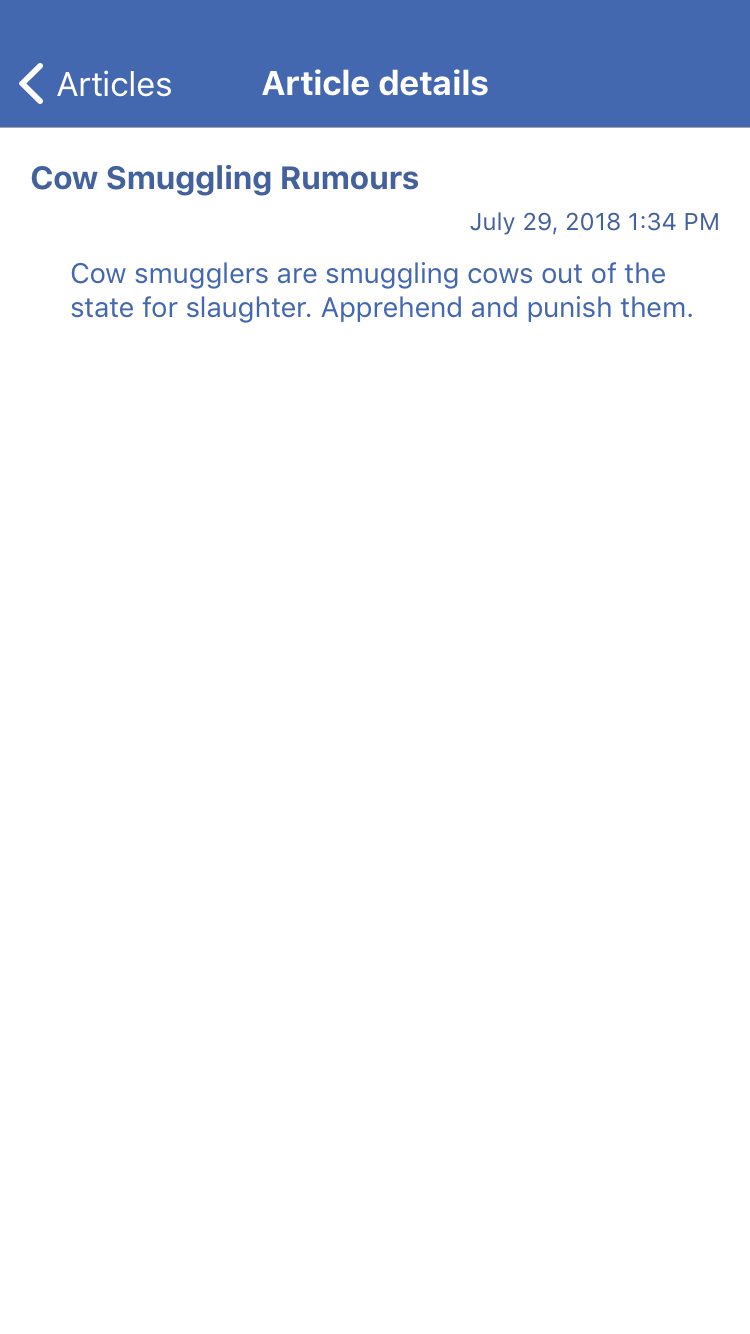 Articles
Article details
Cow Smuggling Rumours
July 29, 2018 1:34 PM
Cow smugglers are smuggling cows out of the
state for slaughter. Apprehend and punish them.